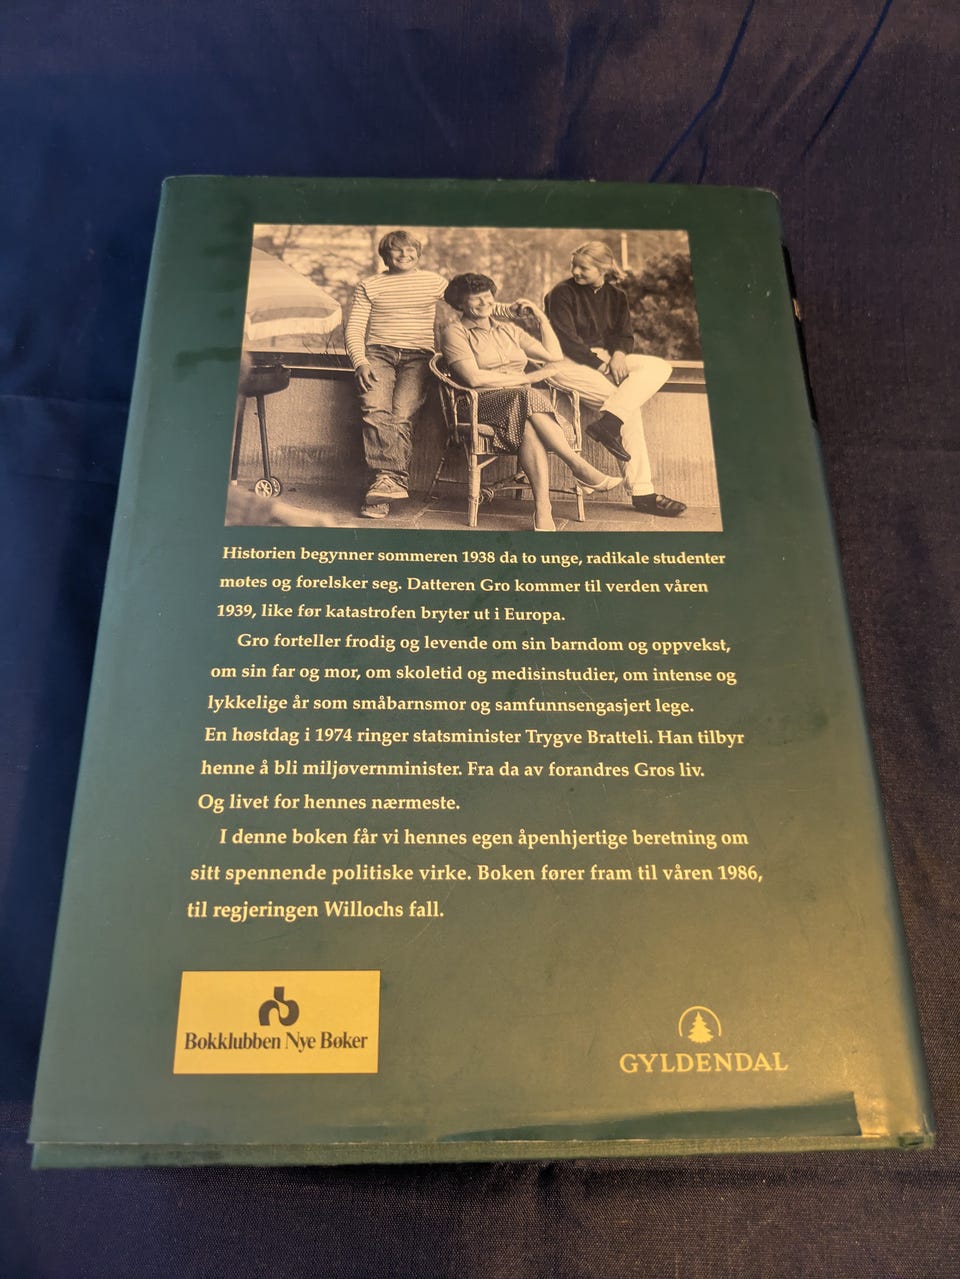 Historien begynner sommeren 1938 da to unge, radikale studenter
møtes og forelsker seg. Datteren Gro kommer til verden våren
1939, like før katastrofen bryter ut i Europa.
Gro forteller frodig og levende om sin barndom og oppvekst,
om sin far og mor, om skoletid og medisinstudier, om intense og
lykkelige år som småbarnsmor og samfunnsengasjert lege.
En høstdag i 1974 ringer statsminister Trygve Bratteli. Han tilbyr
henne å bli miljøvernminister. Fra da av forandres Gros liv.
Og livet for hennes nærmeste.
I denne boken får vi hennes egen åpenhjertige beretning om
sitt spennende politiske virke. Boken fører fram til våren 1986,
til regjeringen Willochs fall.
Bokklubben Nye Bøker
GYLDENDAL